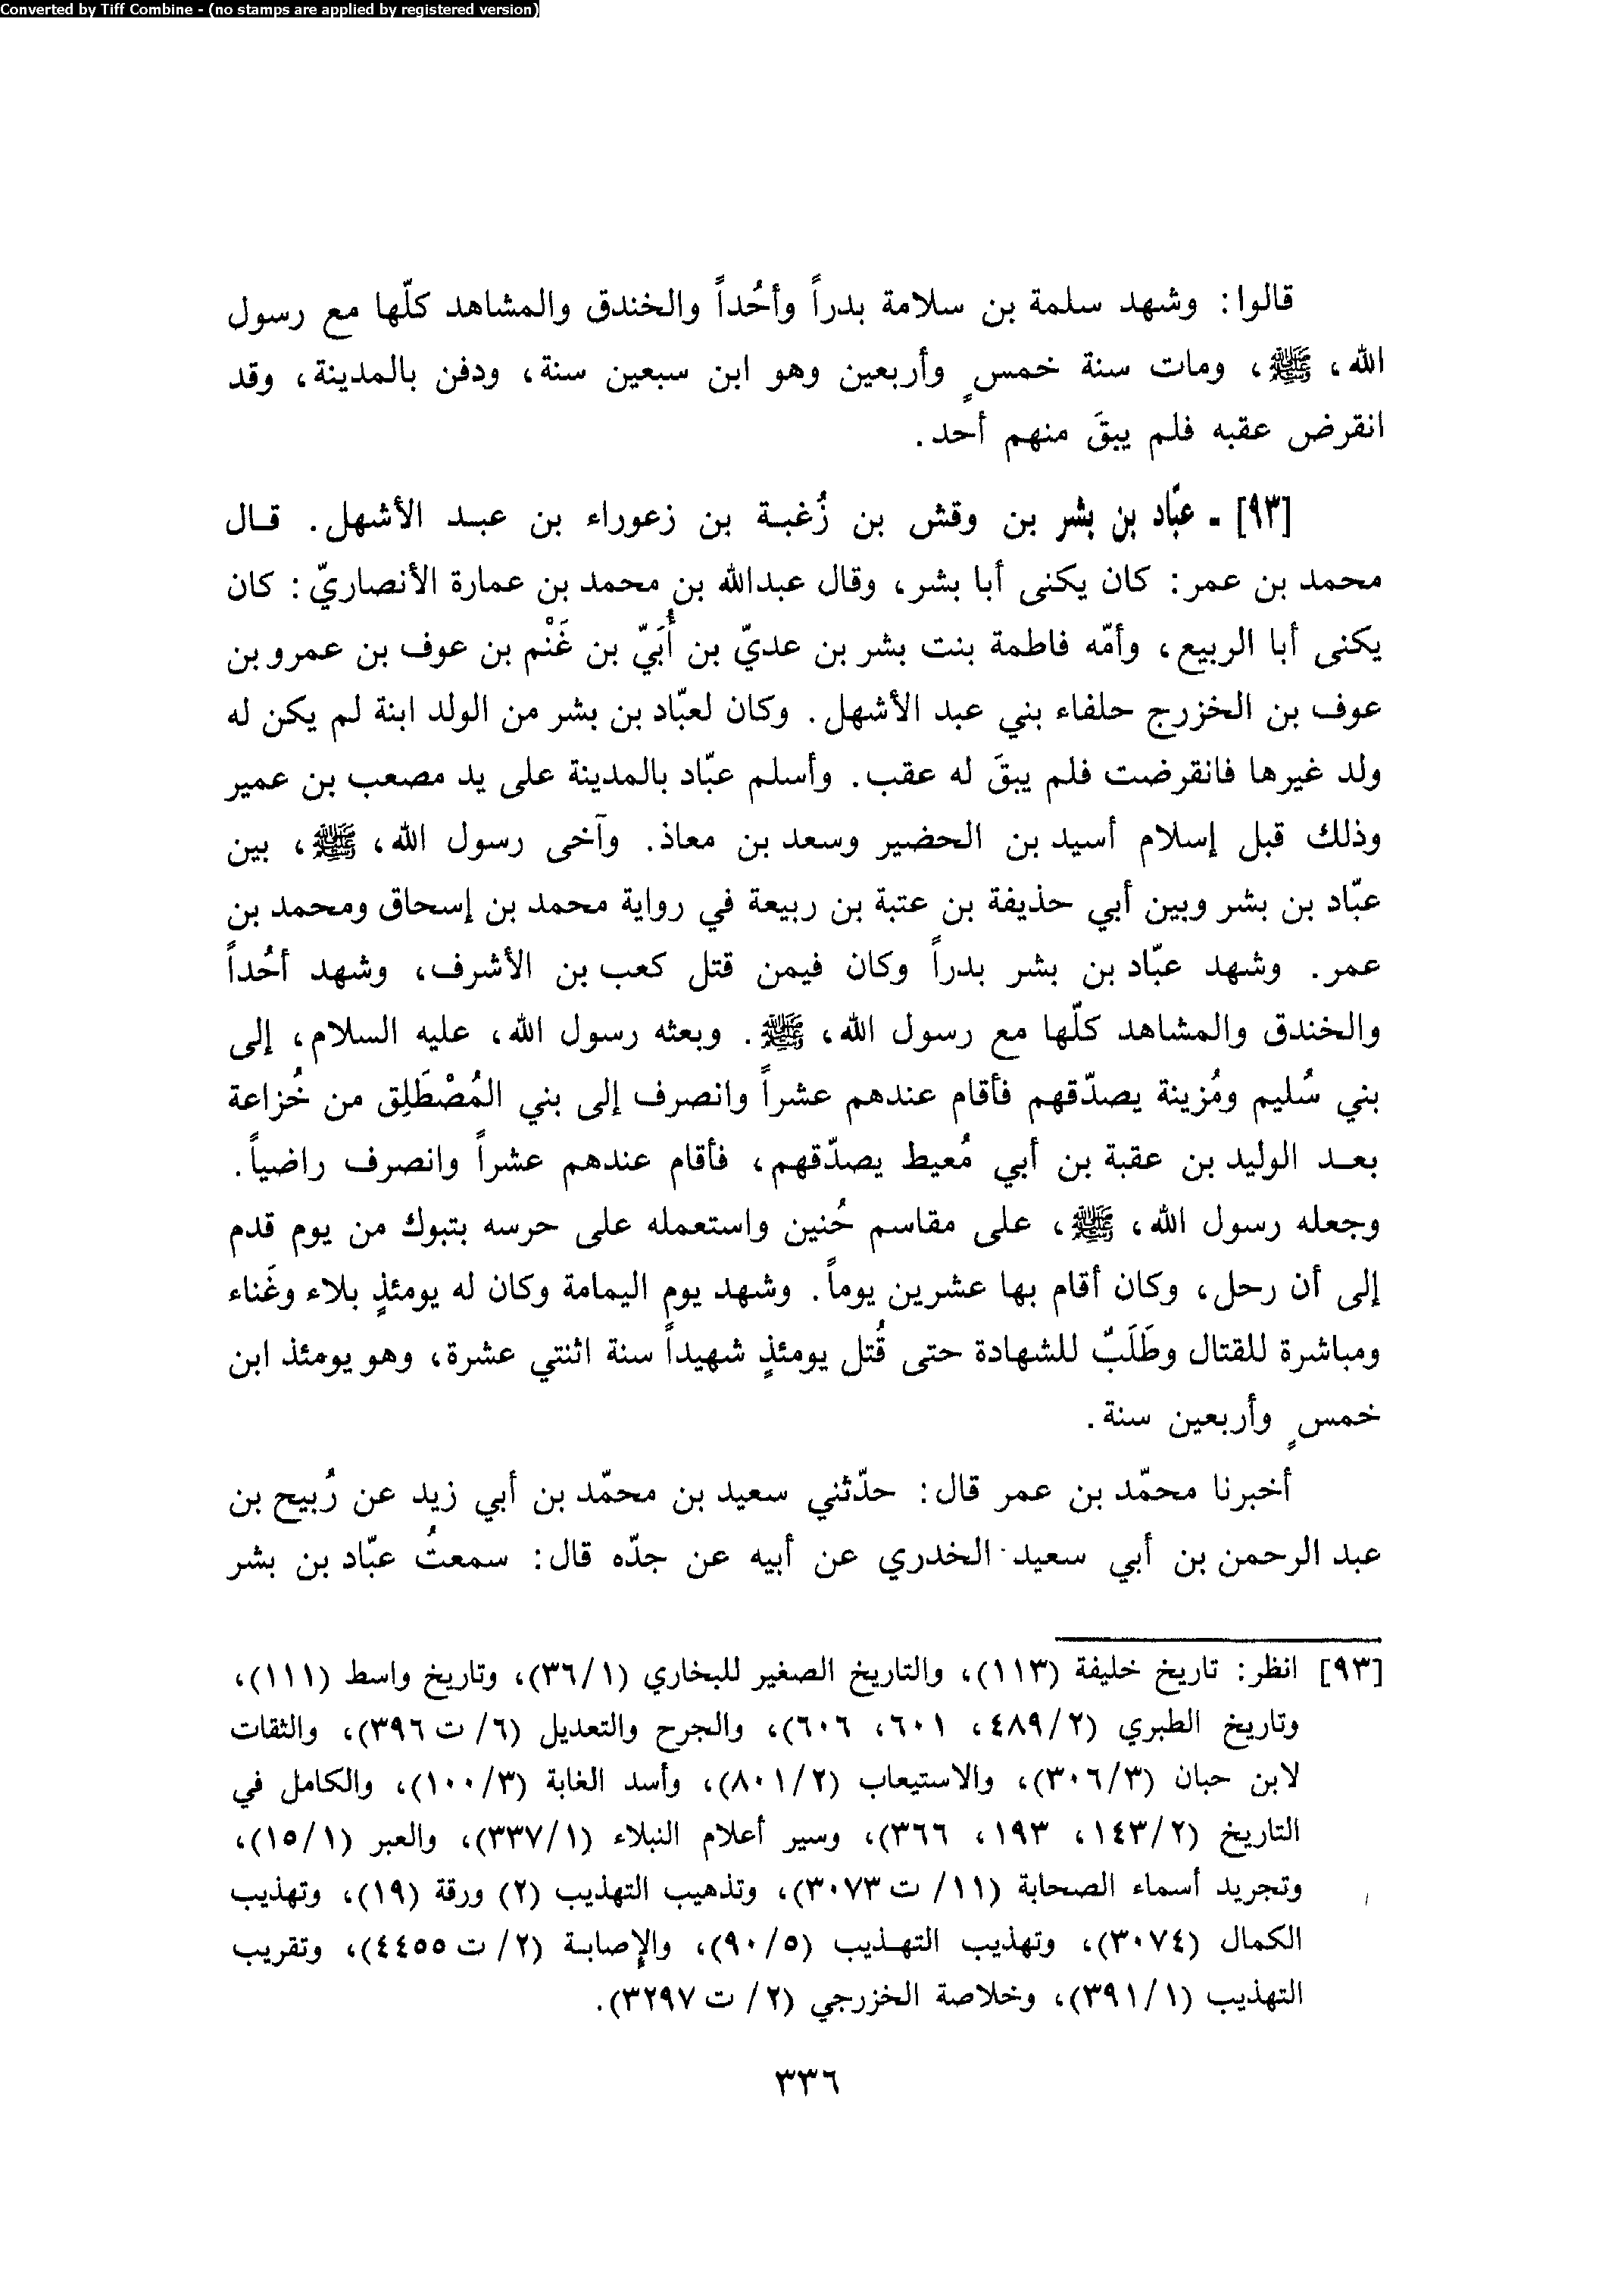 Converted by Tiff Combine - (no stamps are applied by registered version)
قالوا: وشهد سلمة بن سلامة بدراً وأُحُداً والخندق والمشاهد كلّها مع رسول
الله، ﷺ، ومات سنة خمسٍ وأربعين وهو ابن سبعين سنة، ودفن بالمدينة، وقد
انقرض عقبه فلم يبقَ منهم أحد.
[٩٣] - عبّاد بن بشر بن وقش بن زُغبـة بن زعوراء بن عبـد الأشهل. قـال
محمد بن عمر: كان يكنى أبا بشر، وقال عبدالله بن محمد بن عمارة الأنصاريّ: كان
يكنى أبا الربيع، وأمّه فاطمة بنت بشر بن عديّ بن أُبَيّ بن غَنْم بن عوف بن عمرو بن
عوف بن الخزرج حلفاء بني عبد الأشهل. وكان لعبّاد بن بشر من الولد ابنة لم يكن له
ولد غيرها فانقرضت فلم يبقَ له عقب. وأسلم عبّاد بالمدينة على يد مصعب بن عمير
وذلك قبل إسلام أسيد بن الحضير وسعد بن معاذ. وآخى رسول الله، ﷺ، بين
عبّاد بن بشر وبين أبي حذيفة بن عتبة بن ربيعة في رواية محمد بن إسحاق ومحمد بن
عمر. وشهد عبّاد بن بشر بدراً وكان فيمن قتل كعب بن الأشرف، وشهد أحُداً
والخندق والمشاهد كلّها مع رسول الله، ﷺ. وبعثه رسول الله، عليه السلام، إلى
بني سُليم ومُزينة يصدّقهم فأقام عندهم عشراً وانصرف إلى بني المُصْطَلِق من خُزاعة
بعـد الوليد بن عقبة بن أبي مُعيط يصدّقهم، فأقام عندهم عشراً وانصرف راضياً.
وجعله رسول الله، ﷺ، على مقاسم حُنين واستعمله على حرسه بتبوك من يوم قدم
إلى أن رحل، وكان أقام بها عشرين يوماً. وشهد يوم اليمامة وكان له يومئذٍ بلاء وغَناء
ومباشرة للقتال وطَلَبٌ للشهادة حتى قُتل يومئذٍ شهيداً سنة اثنتي عشرة، وهو يومئذ ابن
خمسٍ وأربعين سنة.
أخبرنا محمّد بن عمر قال: حدّثني سعيد بن محمّد بن أبي زيد عن رُبيح بن
عبد الرحمن بن أبي سعيد الخدري عن أبيه عن جدّه قال: سمعتُ عبّاد بن بشر
[٩٣] انظر: تاريخ خليفة (١١٣)، والتاريخ الصغير للبخاري (٣٦/١)، وتاريخ واسط (١١١)،
وتاريخ الطبري (٤٨٩/٢، ٦٠١، ٦٠٦)، والجرح والتعديل (٦/ ت ٣٩٦)، والثقات
لابن حبان (٣٠٦/٣)، والاستيعاب (٨٠١/٢)، وأسد الغابة (١٠٠/٣)، والكامل في
التاريخ (١٤٣/٢، ١٩٣، ٣٦٦)، وسير أعلام النبلاء (٣٣٧/١)، والعبر (١٥/١)،
وتجريد أسماء الصحابة (١١/ ت ٣٠٧٣)، وتذهيب التهذيب (٢) ورقة (١٩)، وتهذيب
الكمال (٣٠٧٤)، وتهذيب التهـذيب (٩٠/٥)، والإصابـة (٢/ ت ٤٤٥٥)، وتقريب
التهذيب (٣٩١/١)، وخلاصة الخزرجي (٢/ ت ٣٢٩٧).
٣٣٦